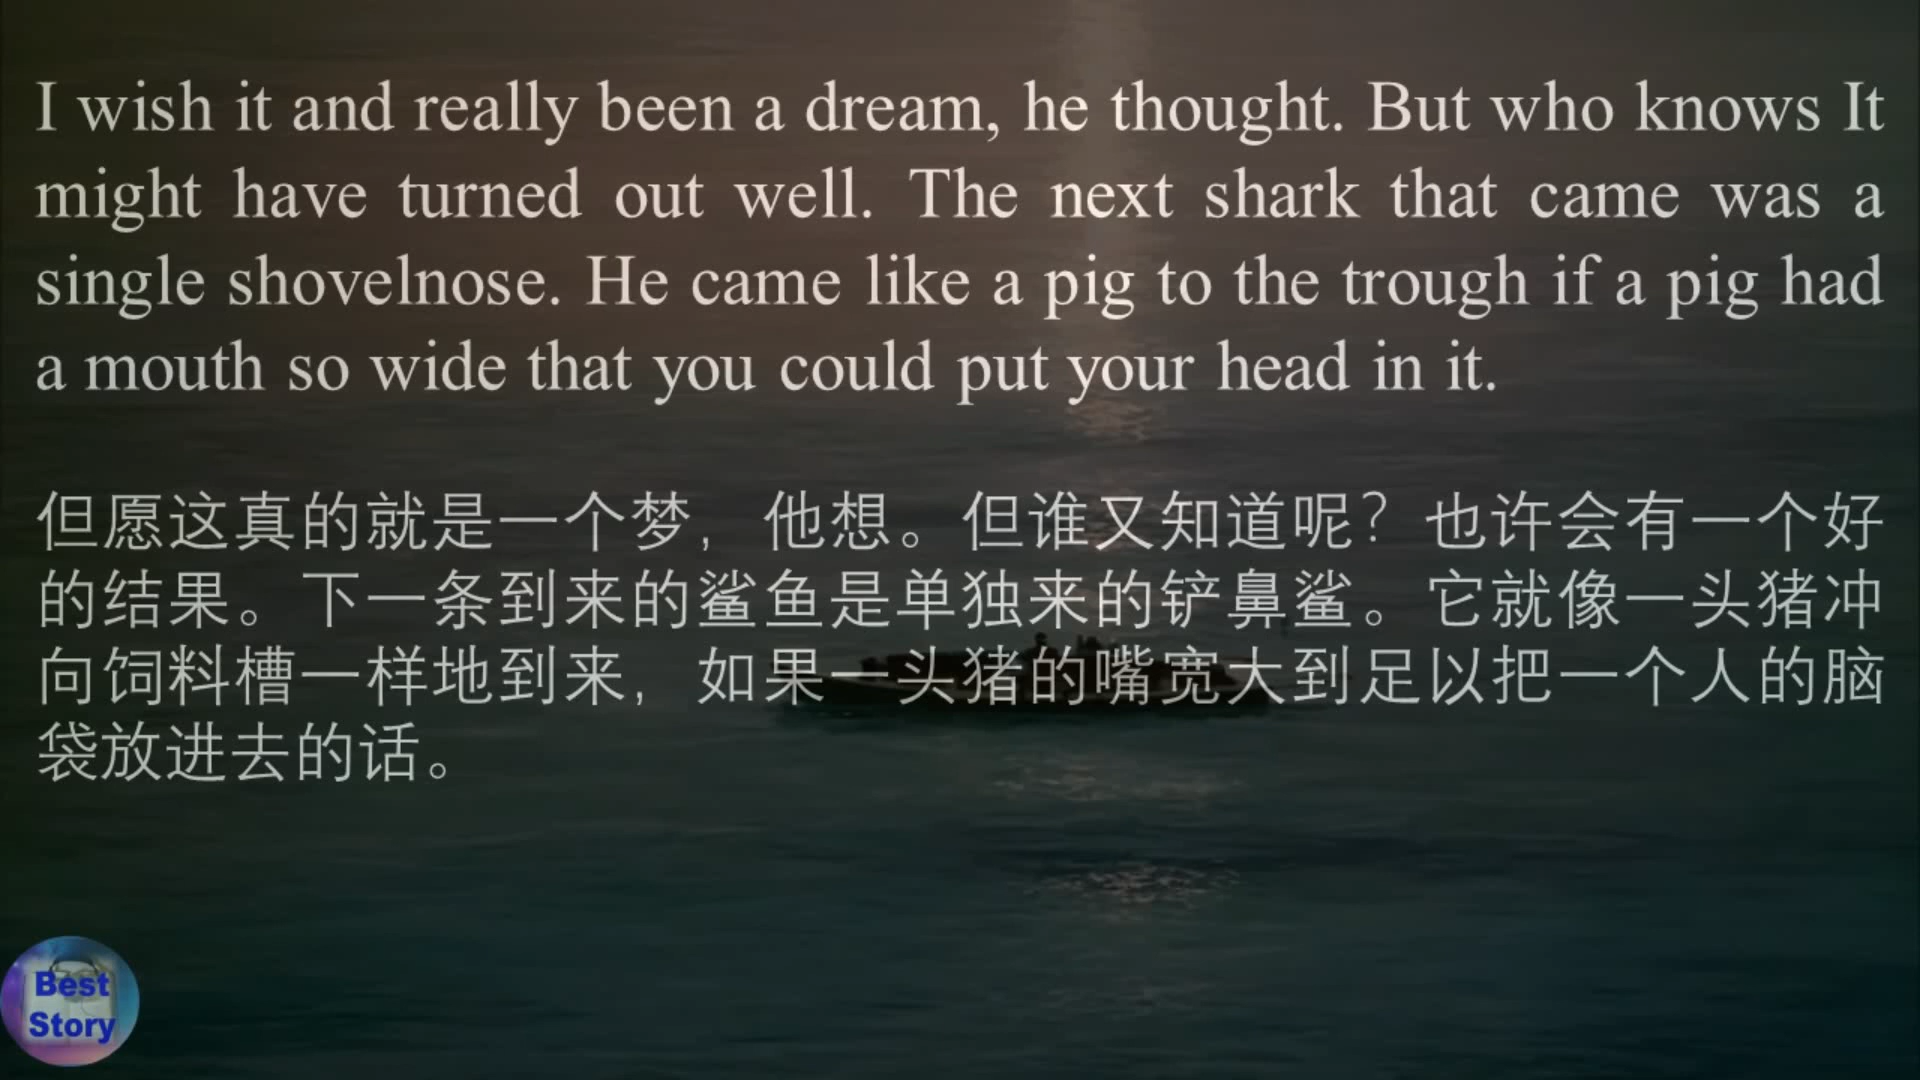 I wish it and really been a dream, he thought. But who knows It
might have turned out well. The next shark that came was a
single shovelnose. He came like a pig to the trough if a pig had
a mouth so wide that you could put your head in it.
但愿这真的就是一个梦，他想。但谁又知道呢？也许会有一个好
的结果。下一条到来的鲨鱼是单独来的铲鼻鲨。它就像一头猪冲
向饲料槽一样地到来，如果一头猪的嘴宽大到足以把一个人的脑
袋放进去的话。
Best
Story